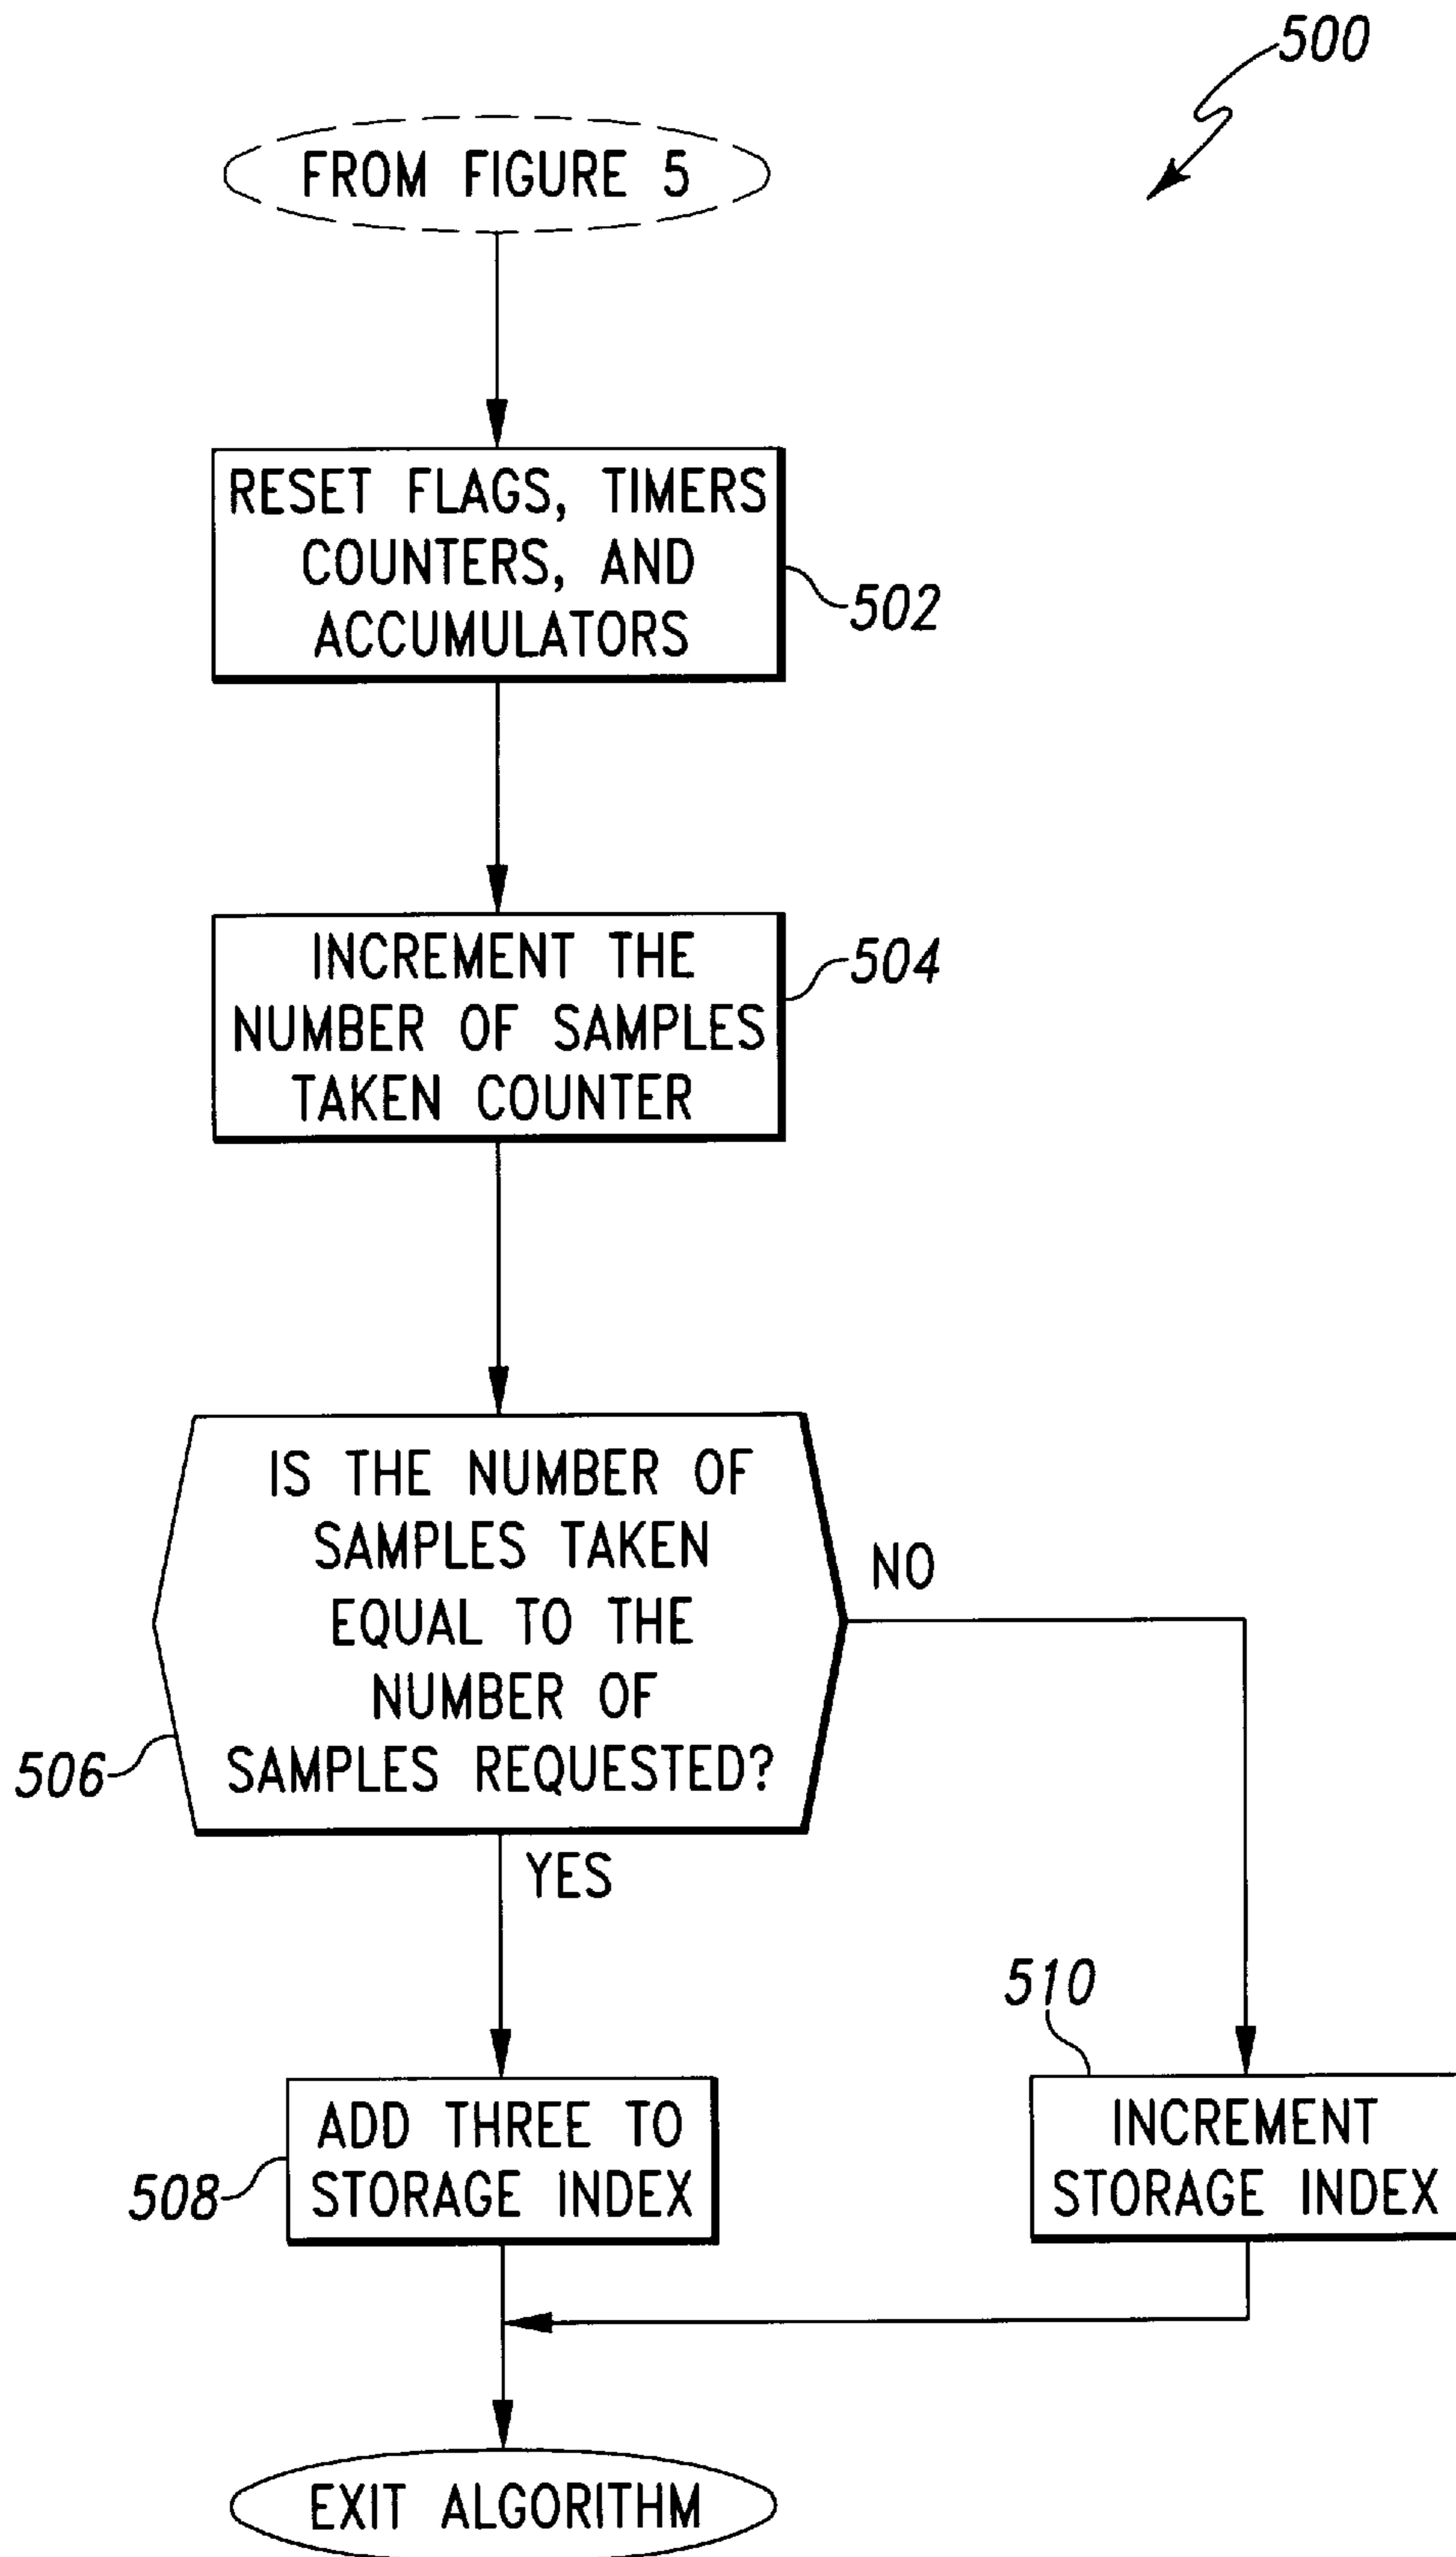 500
FROM FIGURE 5
RESET FLAGS, TIMERS
COUNTERS, AND
ACCUMULATORS
502
INCREMENT THE
NUMBER OF SAMPLES
TAKEN COUNTER
504
IS THE NUMBER OF
SAMPLES TAKEN
EQUAL TO THE
NUMBER OF
SAMPLES REQUESTED?
NO
506
YES
510
ADD THREE TO
STORAGE INDEX
508
INCREMENT
STORAGE INDEX
EXIT ALGORITHM